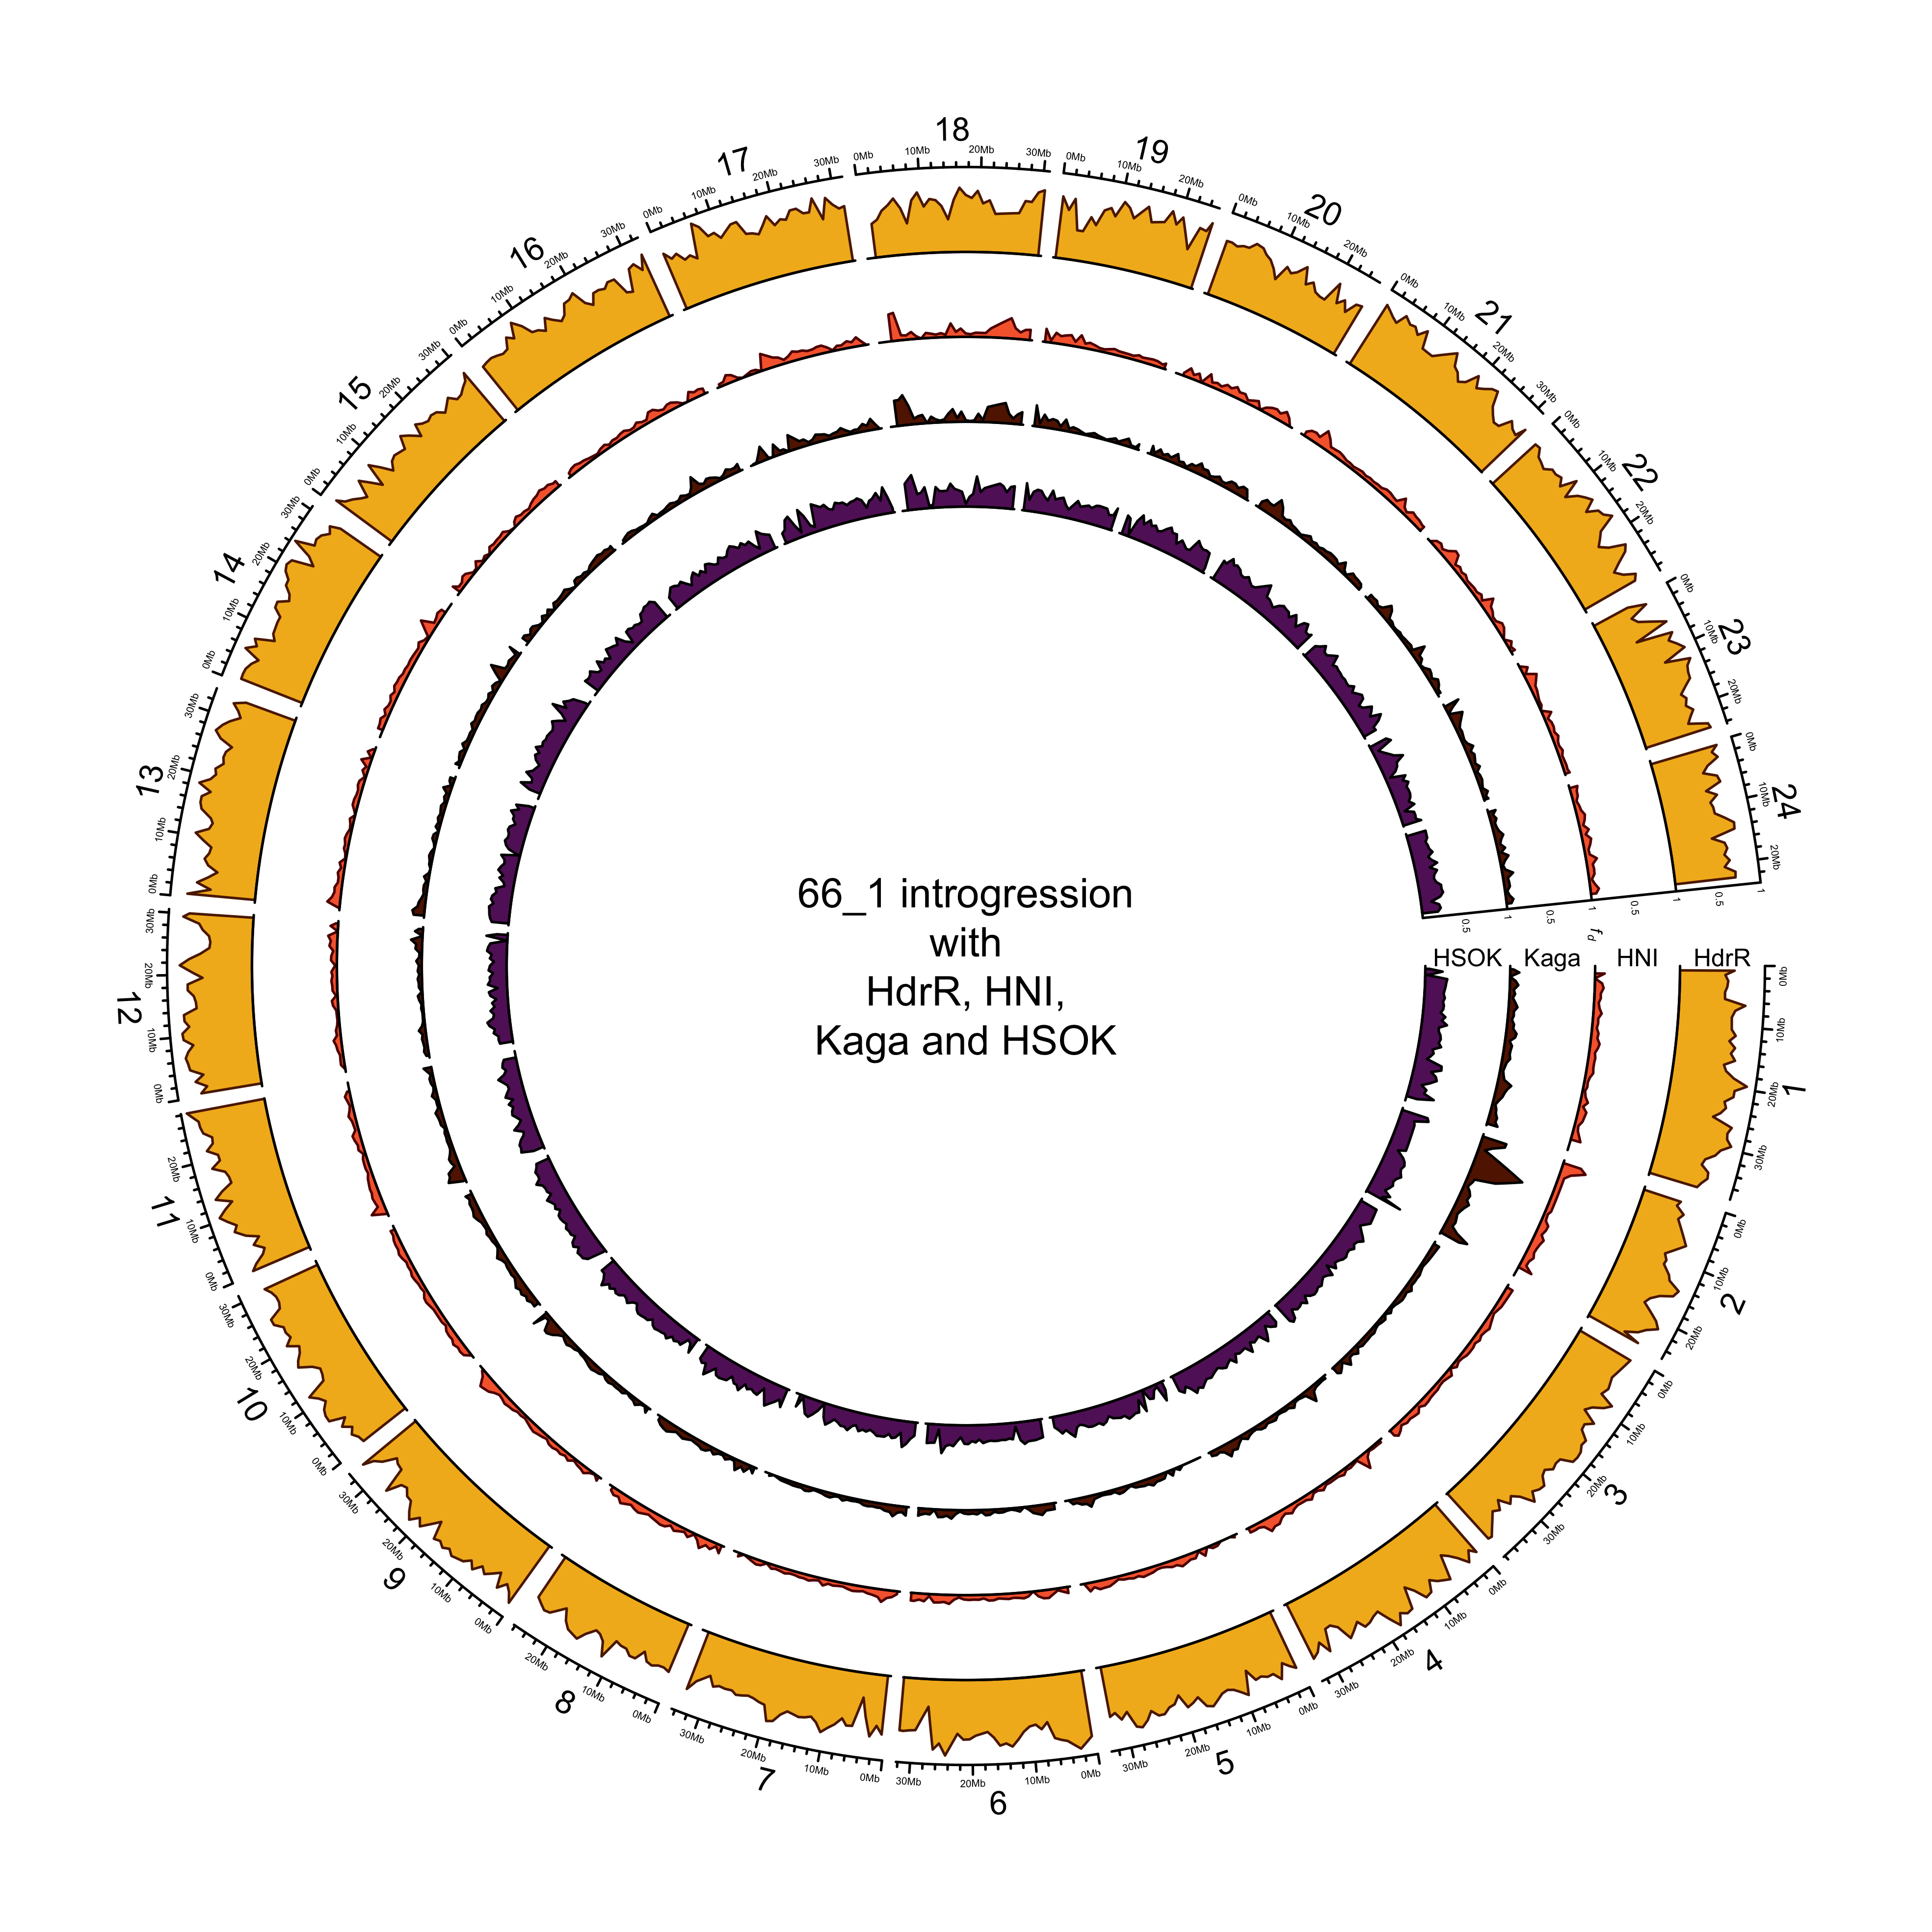 66_1 introgression
with
HdrR, HNI,
Kaga and HSOK
HSOK Kaga HNI HdrR
0.5 1 0.5 1 0.5 1 0.5 1
fd
1
0Mb 10Mb 20Mb 30Mb
2
0Mb 10Mb 20Mb
3
0Mb 10Mb 20Mb 30Mb
4
0Mb 10Mb 20Mb 30Mb
5
0Mb 10Mb 20Mb 30Mb
6
0Mb 10Mb 20Mb 30Mb
7
0Mb 10Mb 20Mb 30Mb
8
0Mb 10Mb 20Mb
9
0Mb 10Mb 20Mb 30Mb
10
0Mb 10Mb 20Mb 30Mb
11
0Mb 10Mb 20Mb
12
0Mb 10Mb 20Mb 30Mb
13
0Mb 10Mb 20Mb 30Mb
14
0Mb 10Mb 20Mb 30Mb
15
0Mb 10Mb 20Mb 30Mb
16
0Mb 10Mb 20Mb 30Mb
17
0Mb 10Mb 20Mb 30Mb
18
0Mb 10Mb 20Mb 30Mb
19
0Mb 10Mb 20Mb
20
0Mb 10Mb 20Mb
21
0Mb 10Mb 20Mb 30Mb
22
0Mb 10Mb 20Mb
23
0Mb 10Mb 20Mb
24
0Mb 10Mb 20Mb